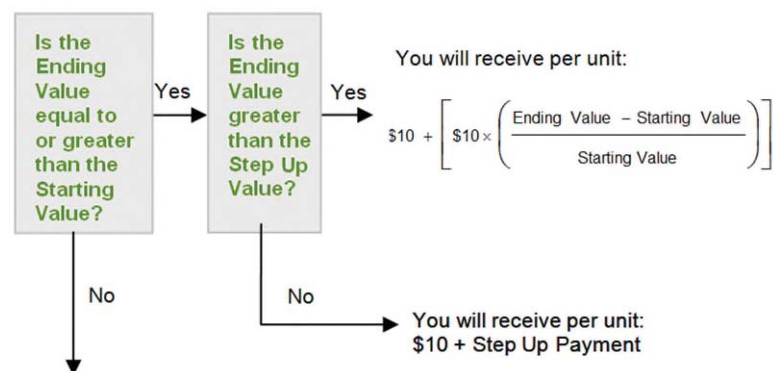 Is the
Ending
Value
equal to
or greater
than the
Starting
Value?
Yes
Is the
Ending
Value
greater
than the
Step Up
Value?
Yes
You will receive per unit:
$10 + [ $10 × ( Ending Value – Starting Value
Starting Value ) ]
No
No
You will receive per unit:
$10 + Step Up Payment